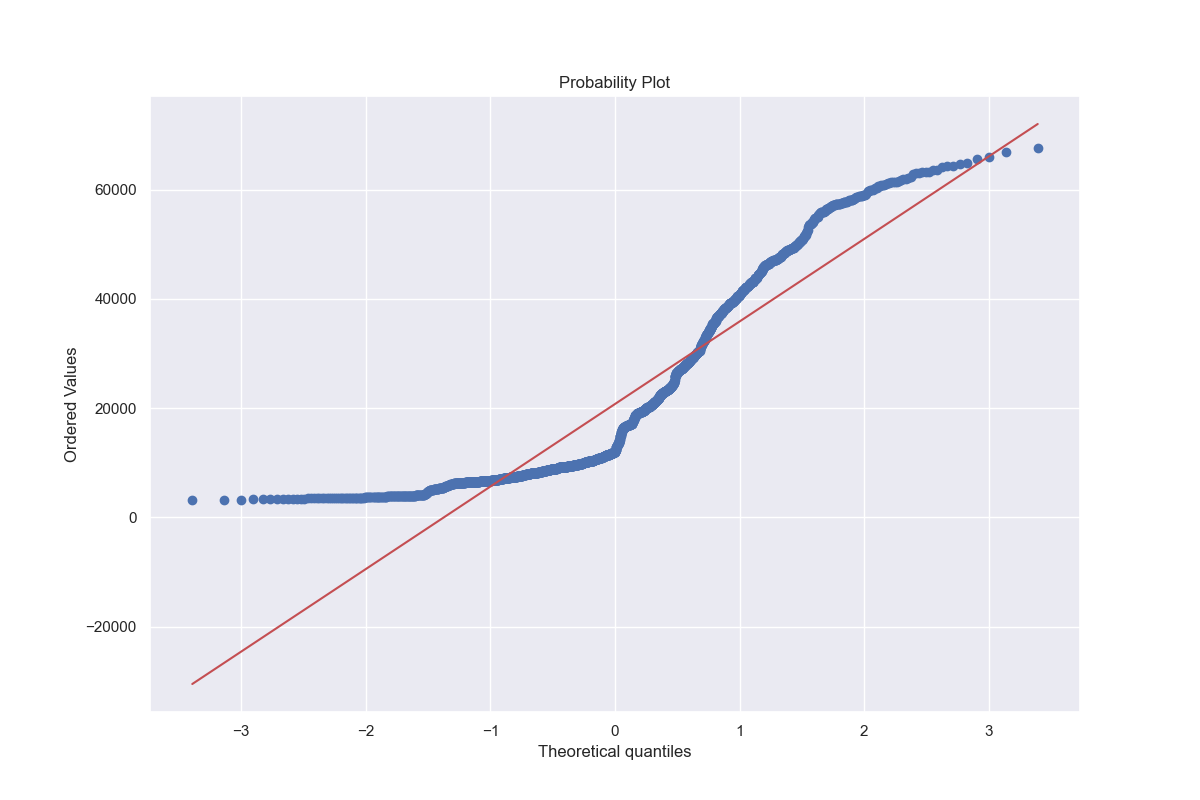 Probability Plot
60000
40000
20000
0
−20000
Ordered Values
−3 −2 −1 0 1 2 3
Theoretical quantiles